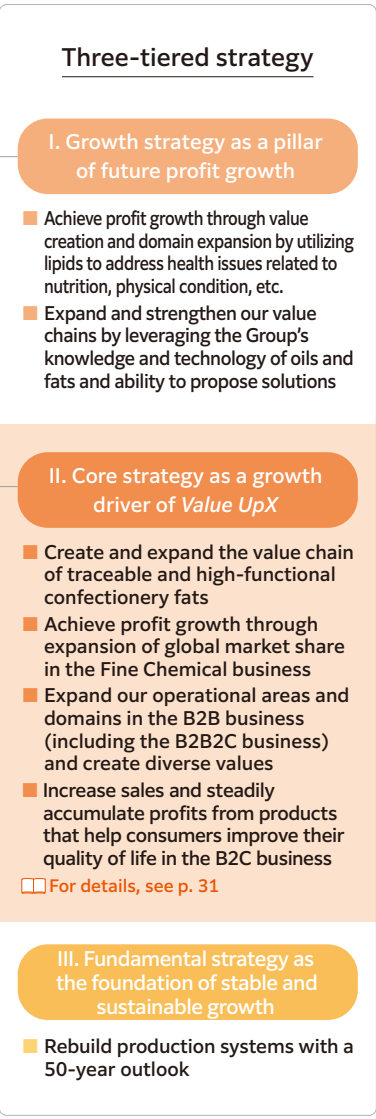 Three-tiered strategy
I. Growth strategy as a pillar
of future profit growth
Achieve profit growth through value
creation and domain expansion by utilizing
lipids to address health issues related to
nutrition, physical condition, etc.
Expand and strengthen our value
chains by leveraging the Group's
knowledge and technology of oils and
fats and ability to propose solutions
II. Core strategy as a growth
driver of Value UpX
Create and expand the value chain
of traceable and high-functional
confectionery fats
Achieve profit growth through
expansion of global market share
in the Fine Chemical business
Expand our operational areas and
domains in the B2B business
(including the B2B2C business)
and create diverse values
Increase sales and steadily
accumulate profits from products
that help consumers improve their
quality of life in the B2C business
For details, see p. 31
III. Fundamental strategy as
the foundation of stable and
sustainable growth
Rebuild production systems with a
50-year outlook